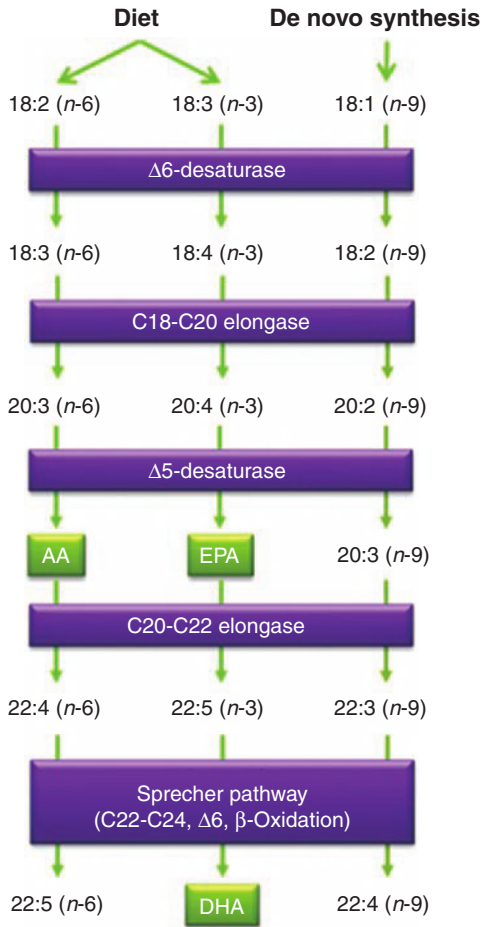 Diet De novo synthesis
18:2 (n-6) 18:3 (n-3) 18:1 (n-9)
Δ6-desaturase
18:3 (n-6) 18:4 (n-3) 18:2 (n-9)
C18-C20 elongase
20:3 (n-6) 20:4 (n-3) 20:2 (n-9)
Δ5-desaturase
AA EPA 20:3 (n-9)
C20-C22 elongase
22:4 (n-6) 22:5 (n-3) 22:3 (n-9)
Sprecher pathway
(C22-C24, Δ6, β-Oxidation)
22:5 (n-6) DHA 22:4 (n-9)